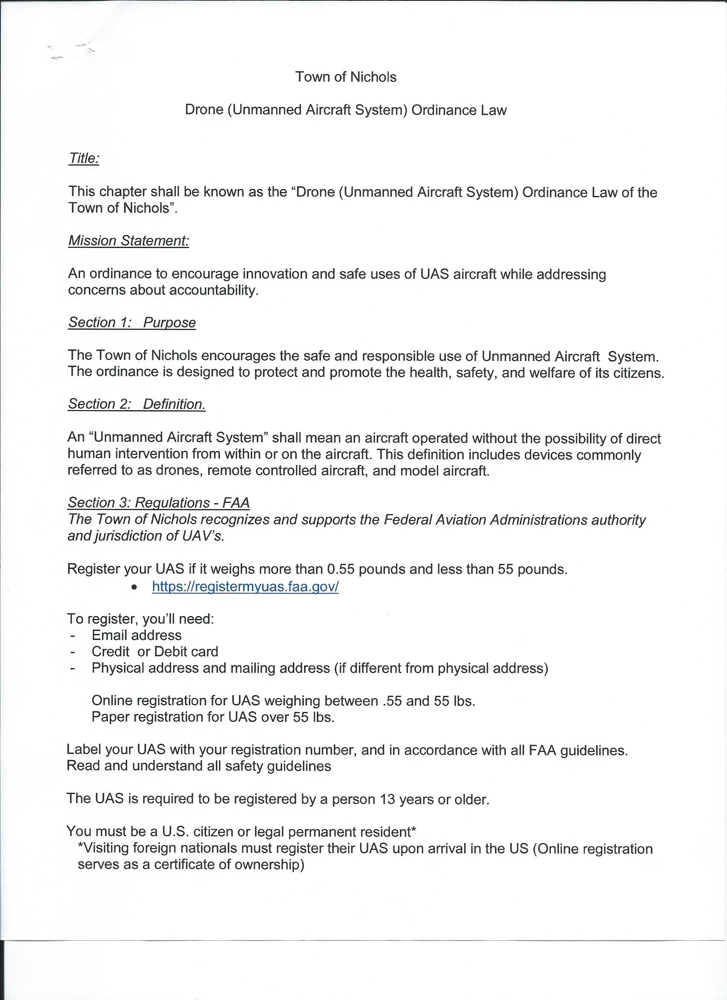 Town of Nichols
Drone (Unmanned Aircraft System) Ordinance Law
Title:
This chapter shall be known as the “Drone (Unmanned Aircraft System) Ordinance Law of the
Town of Nichols”.
Mission Statement:
An ordinance to encourage innovation and safe uses of UAS aircraft while addressing
concerns about accountability.
Section 1:   Purpose
The Town of Nichols encourages the safe and responsible use of Unmanned Aircraft  System.
The ordinance is designed to protect and promote the health, safety, and welfare of its citizens.
Section 2:   Definition.
An “Unmanned Aircraft System” shall mean an aircraft operated without the possibility of direct
human intervention from within or on the aircraft. This definition includes devices commonly
referred to as drones, remote controlled aircraft, and model aircraft.
Section 3: Regulations - FAA
The Town of Nichols recognizes and supports the Federal Aviation Administrations authority
and jurisdiction of UAV’s.
Register your UAS if it weighs more than 0.55 pounds and less than 55 pounds.
• https://registermyuas.faa.gov/
To register, you’ll need:
- Email address
- Credit  or Debit card
- Physical address and mailing address (if different from physical address)
Online registration for UAS weighing between .55 and 55 lbs.
Paper registration for UAS over 55 lbs.
Label your UAS with your registration number, and in accordance with all FAA guidelines.
Read and understand all safety guidelines
The UAS is required to be registered by a person 13 years or older.
You must be a U.S. citizen or legal permanent resident*
*Visiting foreign nationals must register their UAS upon arrival in the US (Online registration
serves as a certificate of ownership)